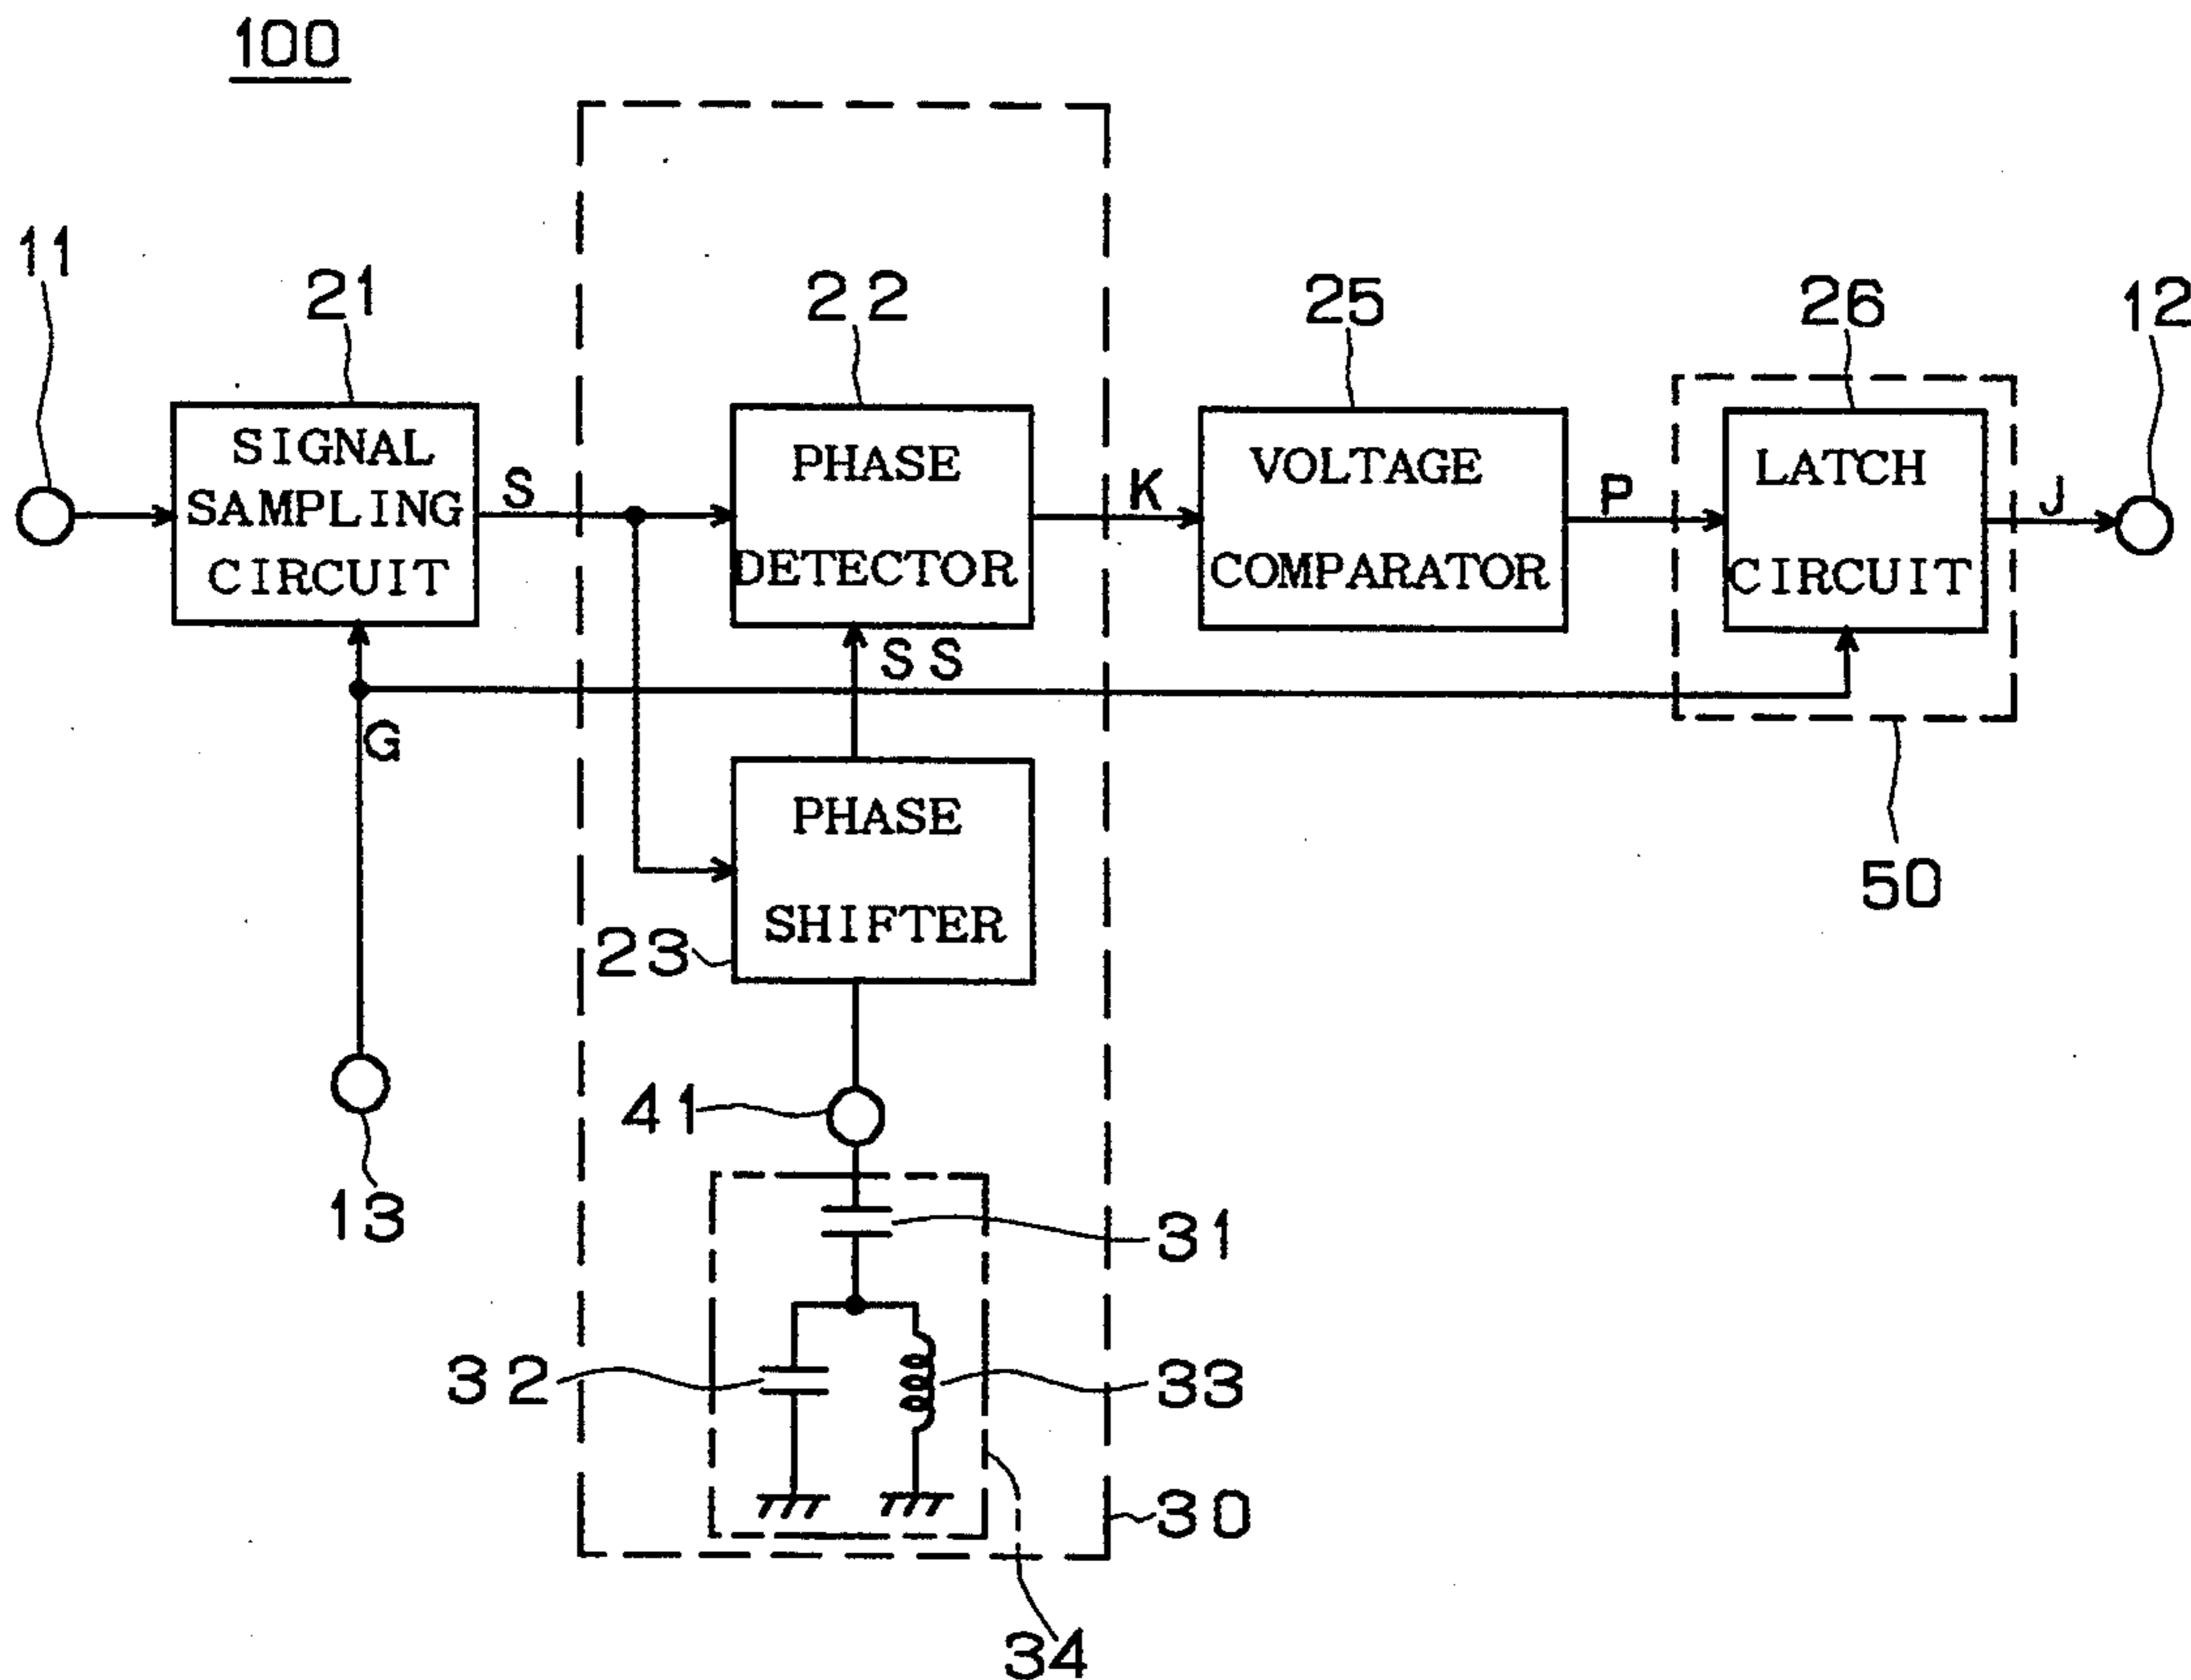 100
11
21
22
25
26
12
SIGNAL
SAMPLING
CIRCUIT
S
PHASE
DETECTOR
K
VOLTAGE
COMPARATOR
P
LATCH
CIRCUIT
J
SS
G
PHASE
SHIFTER
23
50
41
13
31
32
33
30
34